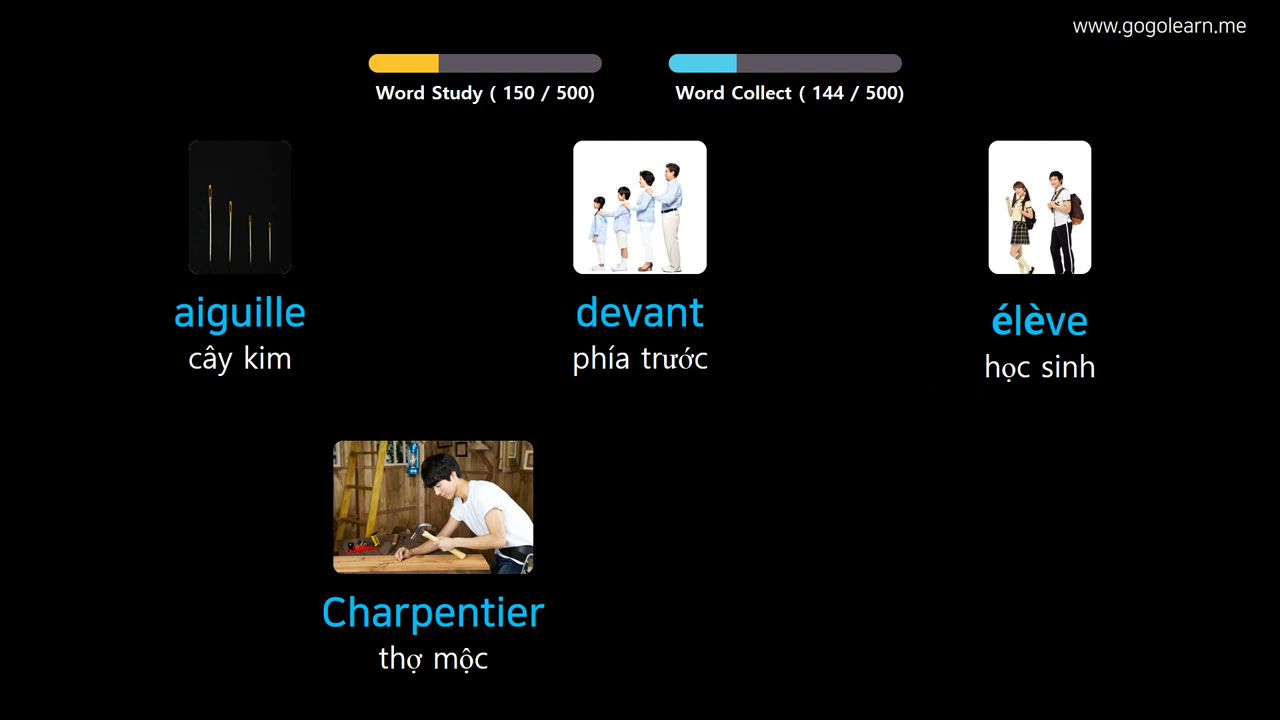 www.gogolearn.me
Word Study ( 150 / 500)
Word Collect ( 144 / 500)
aiguille
cây kim
devant
phía trước
élève
học sinh
Charpentier
thợ mộc